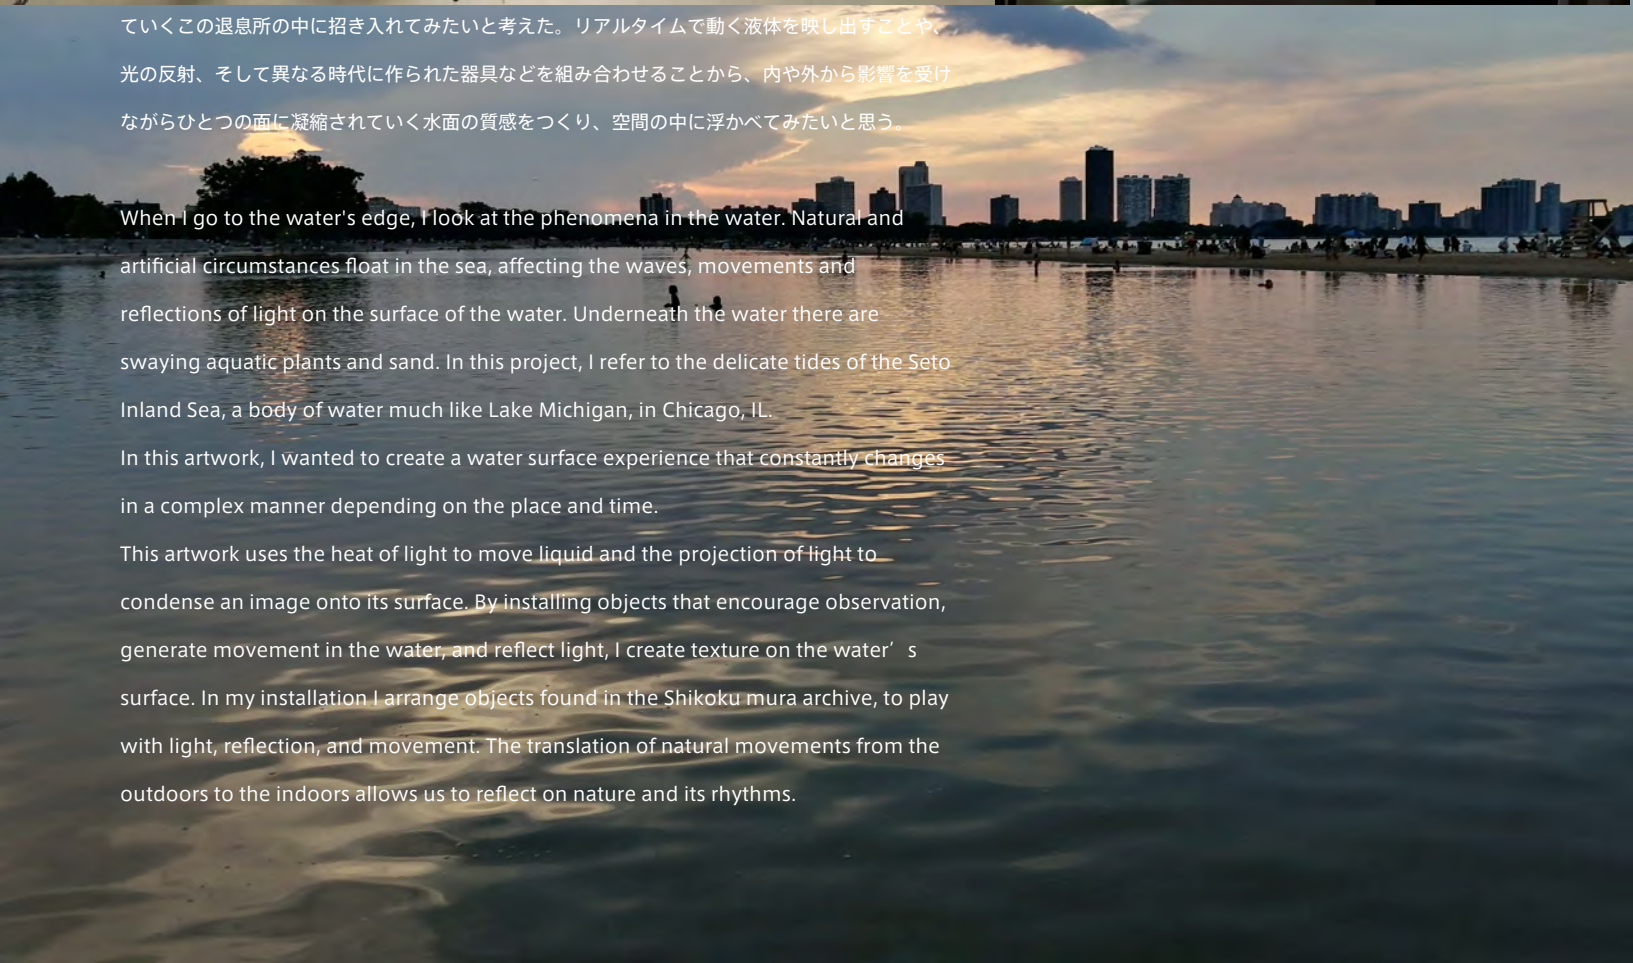 ていくこの退息所の中に招き入れてみたいと考えた。リアルタイムで動く液体を映し出すことや、
光の反射、そして異なる時代に作られた器具などを組み合わせることから、内や外から影響を受け
ながらひとつの面に凝縮されていく水面の質感をつくり、空間の中に浮かべてみたいと思う。
When I go to the water's edge, I look at the phenomena in the water. Natural and
artificial circumstances float in the sea, affecting the waves, movements and
reflections of light on the surface of the water. Underneath the water there are
swaying aquatic plants and sand. In this project, I refer to the delicate tides of the Seto
Inland Sea, a body of water much like Lake Michigan, in Chicago, IL.
In this artwork, I wanted to create a water surface experience that constantly changes
in a complex manner depending on the place and time.
This artwork uses the heat of light to move liquid and the projection of light to
condense an image onto its surface. By installing objects that encourage observation,
generate movement in the water, and reflect light, I create texture on the water’s
surface. In my installation I arrange objects found in the Shikoku mura archive, to play
with light, reflection, and movement. The translation of natural movements from the
outdoors to the indoors allows us to reflect on nature and its rhythms.